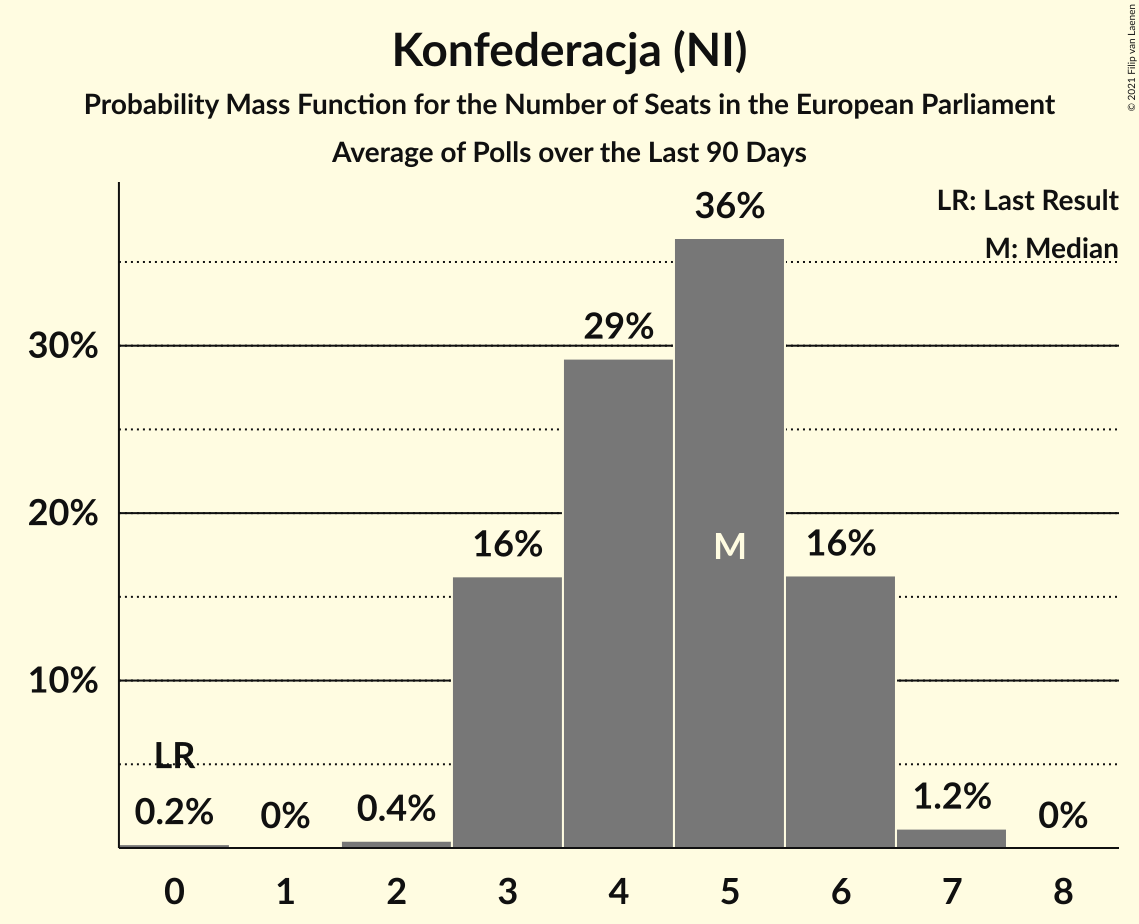 Konfederacja (NI)
Probability Mass Function for the Number of Seats in the European Parliament
Average of Polls over the Last 90 Days
© 2021 Filip van Laenen
LR: Last Result
M: Median
36%
29%
30%
20%
16%
M
16%
10%
LR
0.2%
0%
0.4%
1.2%
0%
0 1 2 3 4 5 6 7 8